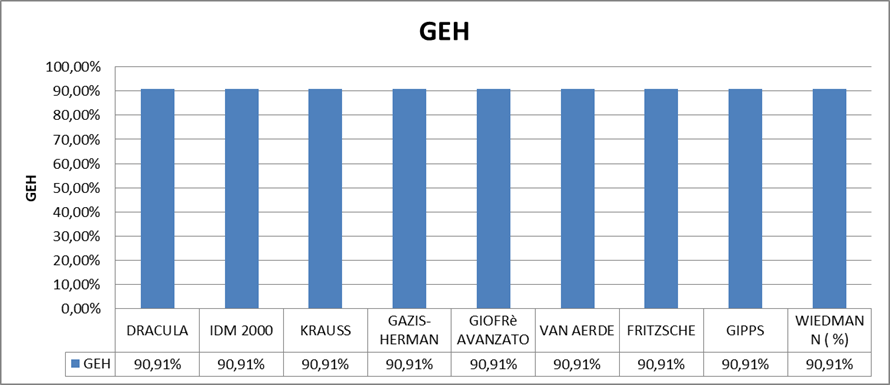 GEH
100,00%
90,00%
80,00%
70,00%
60,00%
50,00%
40,00%
30,00%
20,00%
10,00%
0,00%
GEH
DRACULA IDM 2000 KRAUSS GAZIS- GIOFRè VAN AERDE FRITZSCHE GIPPS WIEDMAN
HERMAN AVANZATO N ( %)
GEH 90,91% 90,91% 90,91% 90,91% 90,91% 90,91% 90,91% 90,91% 90,91%